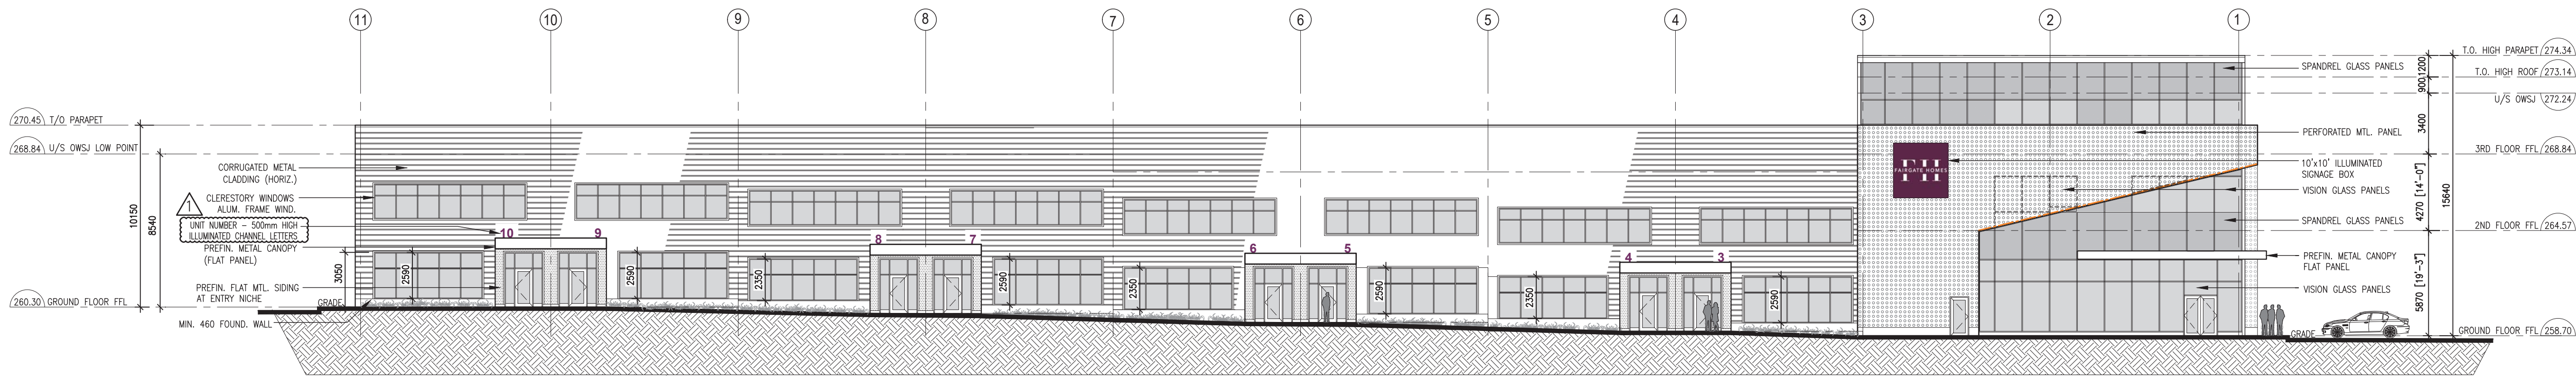 11 10 9 8 7 6 5 4 3 2 1
270.45 T/O PARAPET
268.84 U/S OWSJ LOW POINT
260.30 GROUND FLOOR FFL
10150
8540
3050
CORRUGATED METAL
CLADDING (HORIZ.)
1
CLERESTORY WINDOWS
ALUM. FRAME WIND.
UNIT NUMBER - 500mm HIGH
ILLUMINATED CHANNEL LETTERS
PREFIN. METAL CANOPY
(FLAT PANEL)
PREFIN. FLAT MTL. SIDING
AT ENTRY NICHE
GRADE
MIN. 460 FOUND. WALL
2590
10 9
2590
2350
8 7
2590
2350
6 5
2590
2350
4 3
2590
FH
FAIRGATE HOMES
SPANDREL GLASS PANELS
PERFORATED MTL. PANEL
10'x10' ILLUMINATED
SIGNAGE BOX
VISION GLASS PANELS
SPANDREL GLASS PANELS
PREFIN. METAL CANOPY
FLAT PANEL
VISION GLASS PANELS
GRADE
1200
900
3400
4270 [14'-0"]
5870 [19'-3"]
15640
T.O. HIGH PARAPET 274.34
T.O. HIGH ROOF 273.14
U/S OWSJ 272.24
3RD FLOOR FFL 268.84
2ND FLOOR FFL 264.57
GROUND FLOOR FFL 258.70